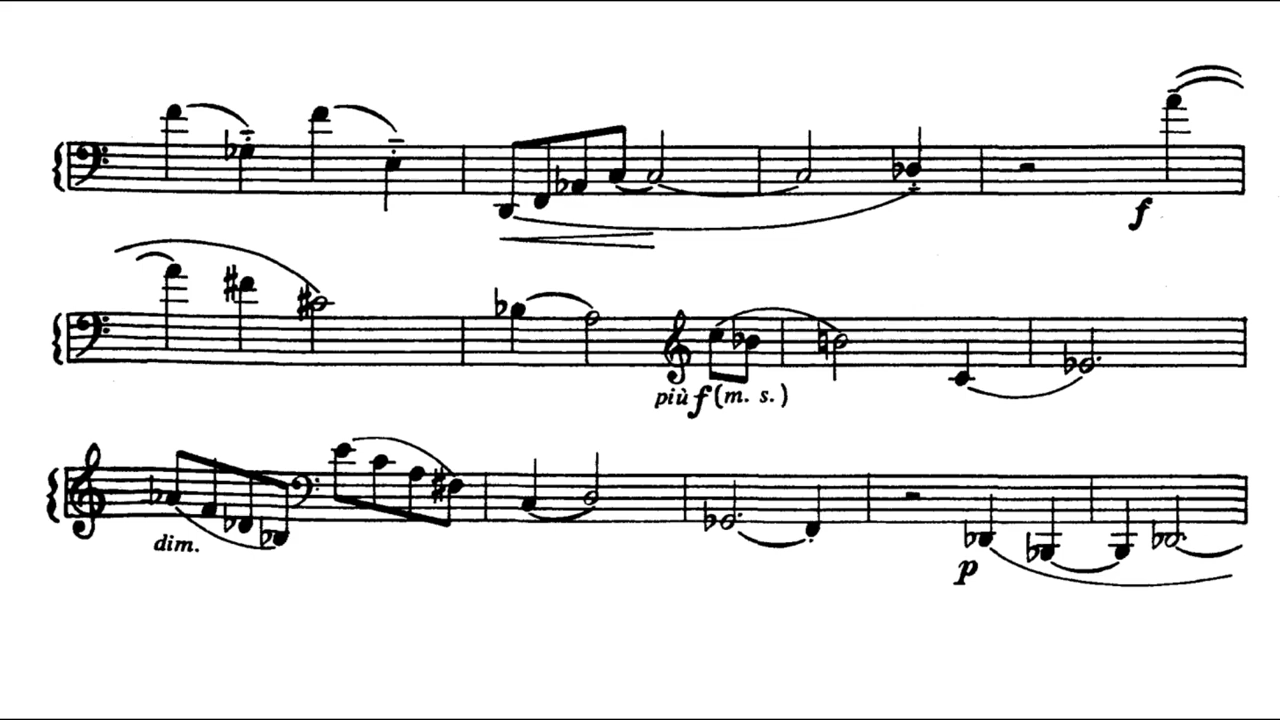 f
più f (m. s.)
dim.
p